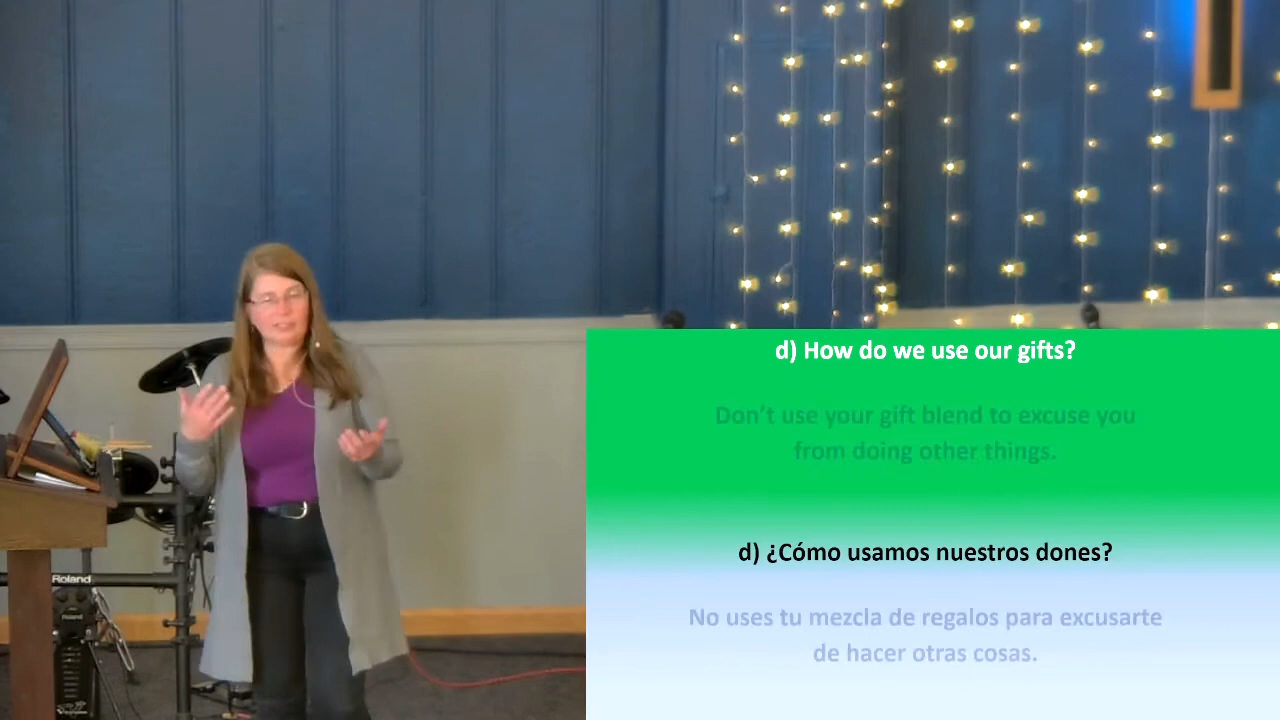 d) How do we use our gifts?
Don't use your gift blend to excuse you
from doing other things.
d) ¿Cómo usamos nuestros dones?
No uses tu mezcla de regalos para excusarte
de hacer otras cosas.
Roland
Roland